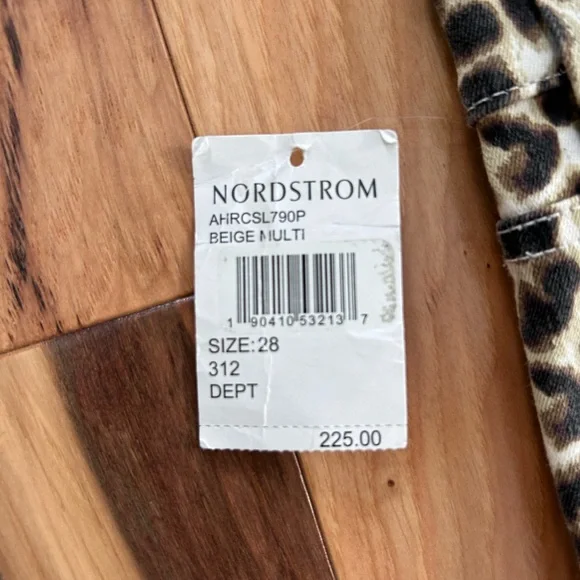 NORDSTROM
AHRCSL790P
BEIGE MULTI
1 90410 53213 7
SIZE: 28
312
DEPT
225.00